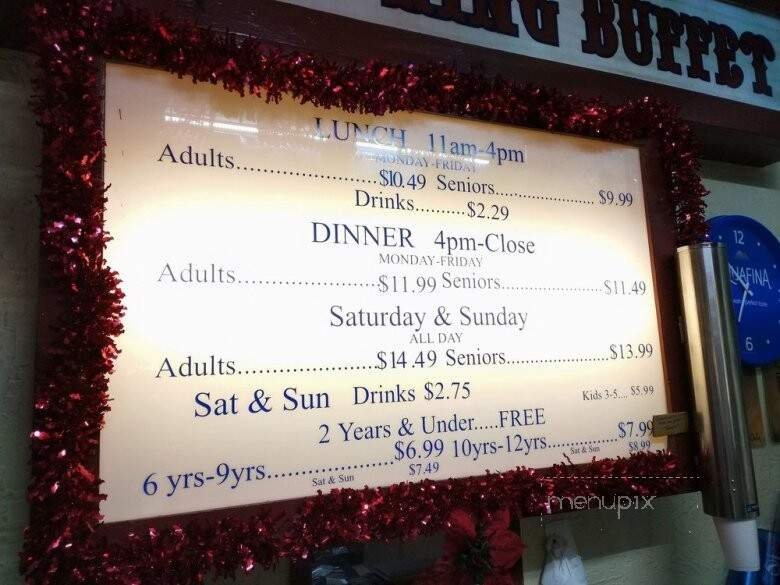 BUFFET
LUNCH 11am-4pm
MONDAY-FRIDAY
Adults..............................$10.49 Seniors...................... $9.99
Drinks..........$2.29
DINNER 4pm-Close
MONDAY-FRIDAY
Adults.........................$11.99 Seniors.......................$11.49
Saturday & Sunday
ALL DAY
Adults.........................$14.49 Seniors.......................$13.99
Sat & Sun Drinks $2.75
Kids 3-5.... $5.99
2 Years & Under.....FREE
6 yrs-9yrs....................$6.99 10yrs-12yrs...............$7.99
Sat & Sun $7.49 Sat & Sun $8.99
12
6
menupix